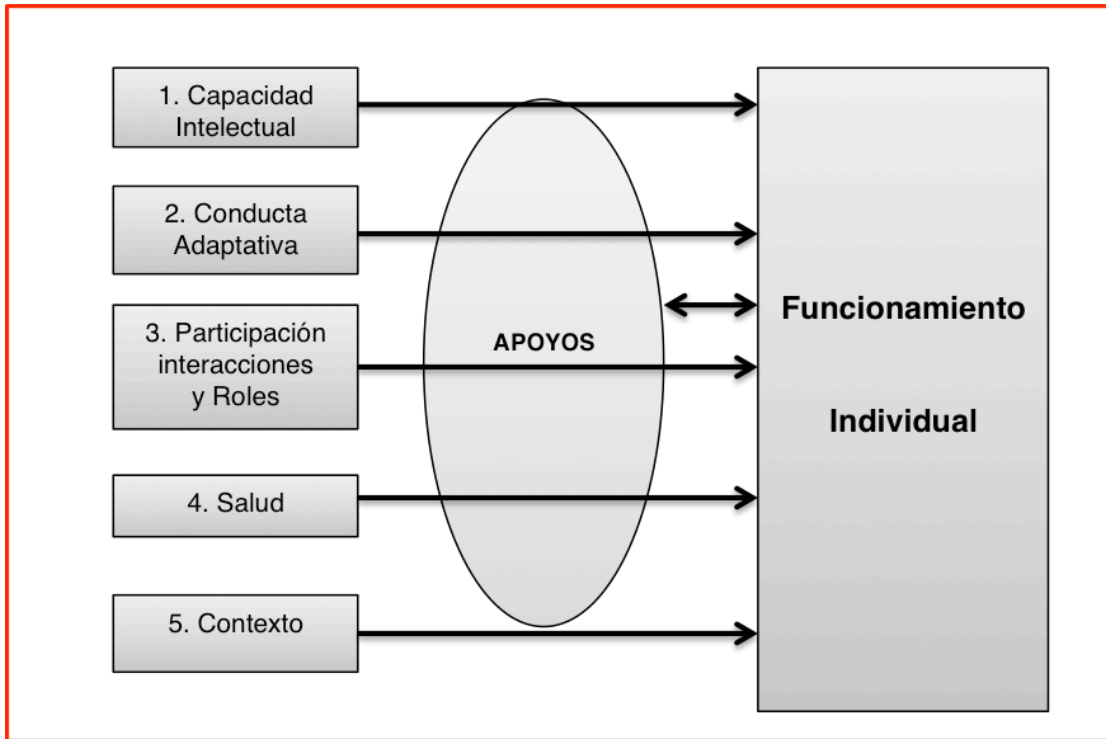 1. Capacidad
Intelectual
2. Conducta
Adaptativa
3. Participación
interacciones
y Roles
4. Salud
5. Contexto
APOYOS
Funcionamiento
Individual